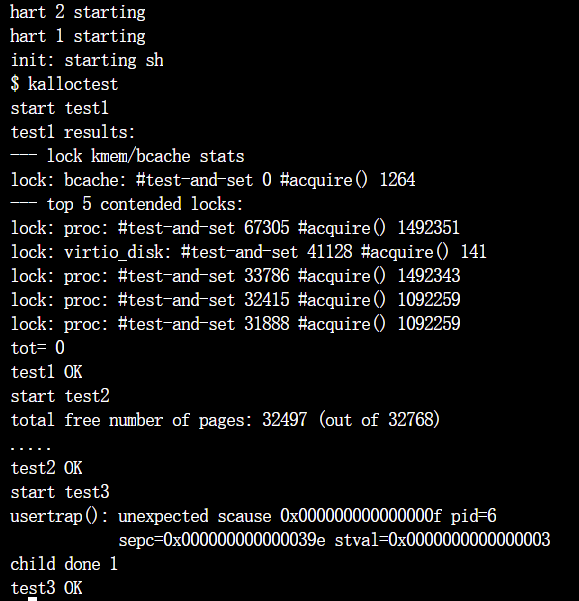 hart 2 starting
hart 1 starting
init: starting sh
$ kalloctest
start test1
test1 results:
--- lock kmem/bcache stats
lock: bcache: #test-and-set 0 #acquire() 1264
--- top 5 contended locks:
lock: proc: #test-and-set 67305 #acquire() 1492351
lock: virtio_disk: #test-and-set 41128 #acquire() 141
lock: proc: #test-and-set 33786 #acquire() 1492343
lock: proc: #test-and-set 32415 #acquire() 1092259
lock: proc: #test-and-set 31888 #acquire() 1092259
tot= 0
test1 OK
start test2
total free number of pages: 32497 (out of 32768)
.....
test2 OK
start test3
usertrap(): unexpected scause 0x000000000000000f pid=6
            sepc=0x000000000000039e stval=0x0000000000000003
child done 1
test3 OK